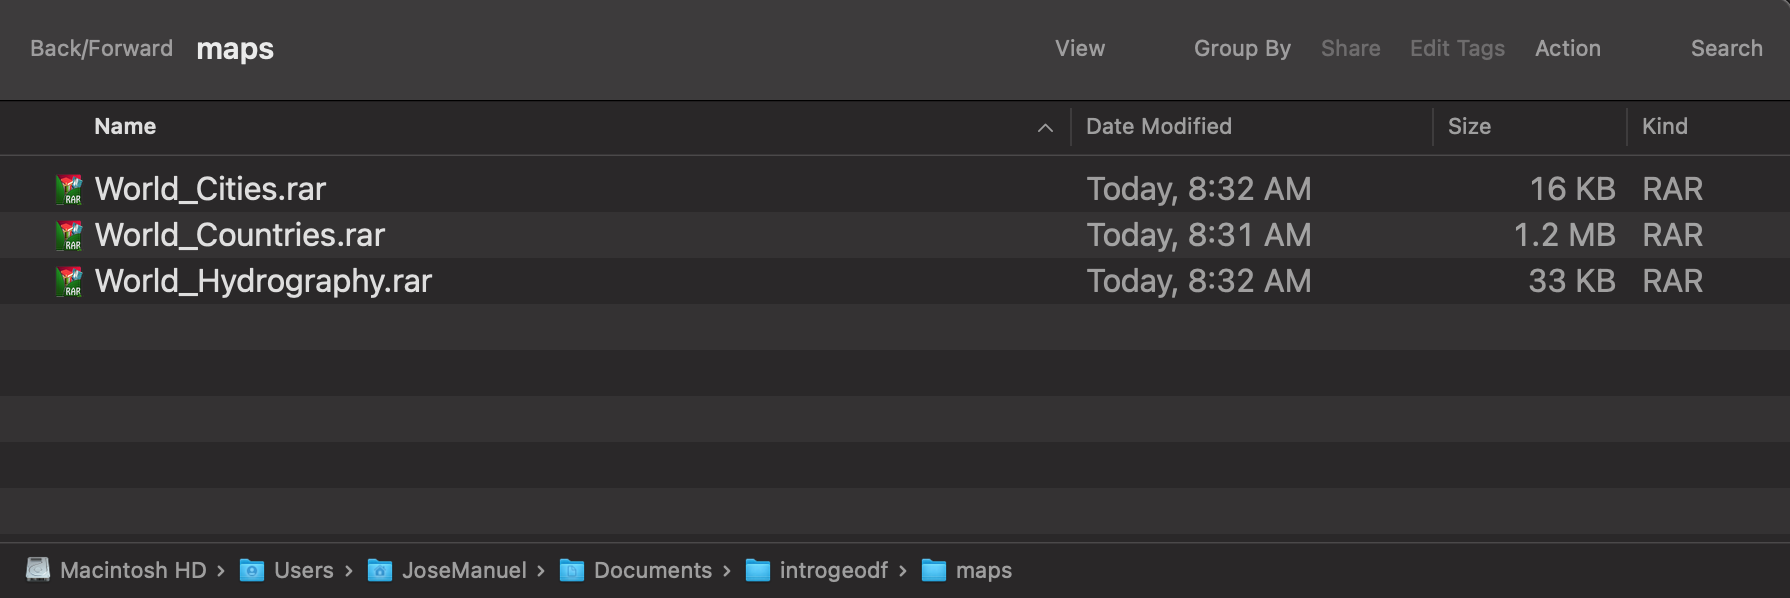 Back/Forward maps View Group By Share Edit Tags Action Search
Name Date Modified Size Kind
World_Cities.rar Today, 8:32 AM 16 KB RAR
World_Countries.rar Today, 8:31 AM 1.2 MB RAR
World_Hydrography.rar Today, 8:32 AM 33 KB RAR
Macintosh HD › Users › JoseManuel › Documents › introgeodf › maps